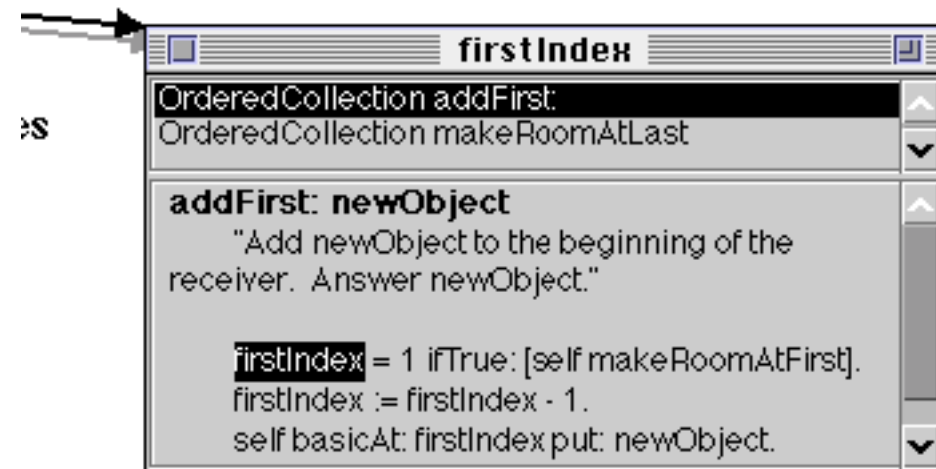 firstIndex
OrderedCollection addFirst:
OrderedCollection makeRoomAtLast
es
addFirst: newObject
"Add newObject to the beginning of the
receiver. Answer newObject."
firstIndex = 1 ifTrue: [self makeRoomAtFirst].
firstIndex := firstIndex - 1.
self basicAt: firstIndex put: newObject.